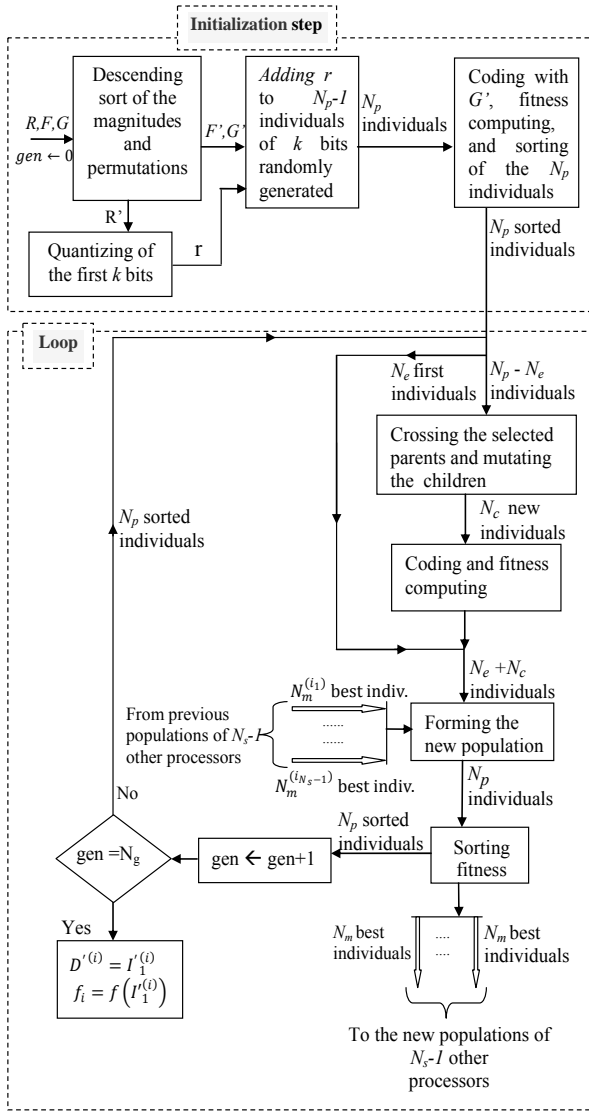 Initialization step
R,F,G
gen ← 0
Descending
sort of the
magnitudes
and
permutations
F’,G’
Adding r
to Np-1
individuals
of k bits
randomly
generated
Np
individuals
Coding with
G’, fitness
computing,
and sorting
of the Np
individuals
R’
Quantizing of
the first k bits
r
Np sorted
individuals
Loop
Ne first
individuals
Np - Ne
individuals
Crossing the selected
parents and mutating
the children
Nc new
individuals
Np sorted
individuals
Coding and fitness
computing
Ne +Nc
individuals
From previous
populations of Ns-1
other processors
Nm(i1) best indiv.
......
......
Nm(iNs−1) best indiv.
Forming the
new population
Np
individuals
No
gen =Ng
gen ← gen+1
Np sorted
individuals
Sorting
fitness
Yes
D′(i) = I′1(i)
fi = f(I′1(i))
Nm best
individuals
....
....
Nm best
individuals
To the new populations of
Ns-1 other
processors